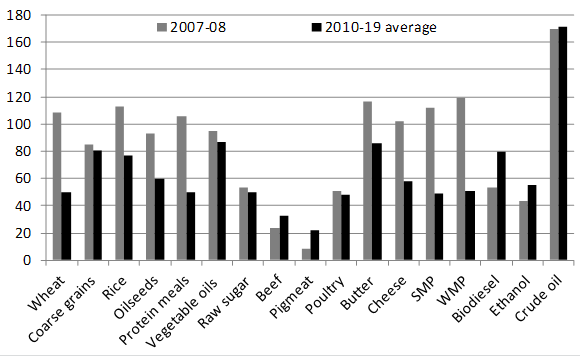 180
160
140
120
100
80
60
40
20
0
2007-08
2010-19 average
Wheat
Coarse grains
Rice
Oilseeds
Protein meals
Vegetable oils
Raw sugar
Beef
Pigmeat
Poultry
Butter
Cheese
SMP
WMP
Biodiesel
Ethanol
Crude oil